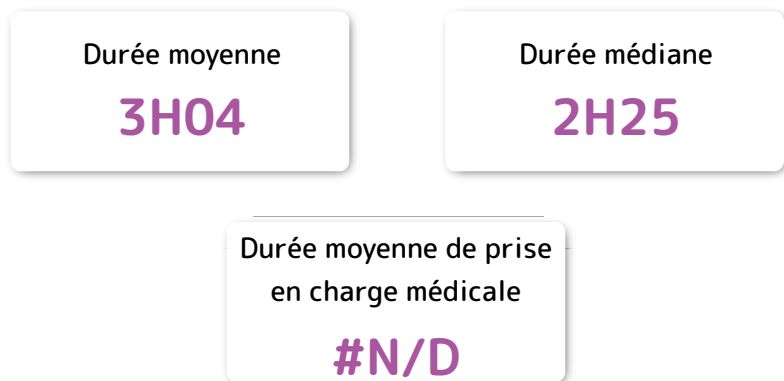 Durée moyenne
3H04
Durée médiane
2H25
Durée moyenne de prise
en charge médicale
#N/D